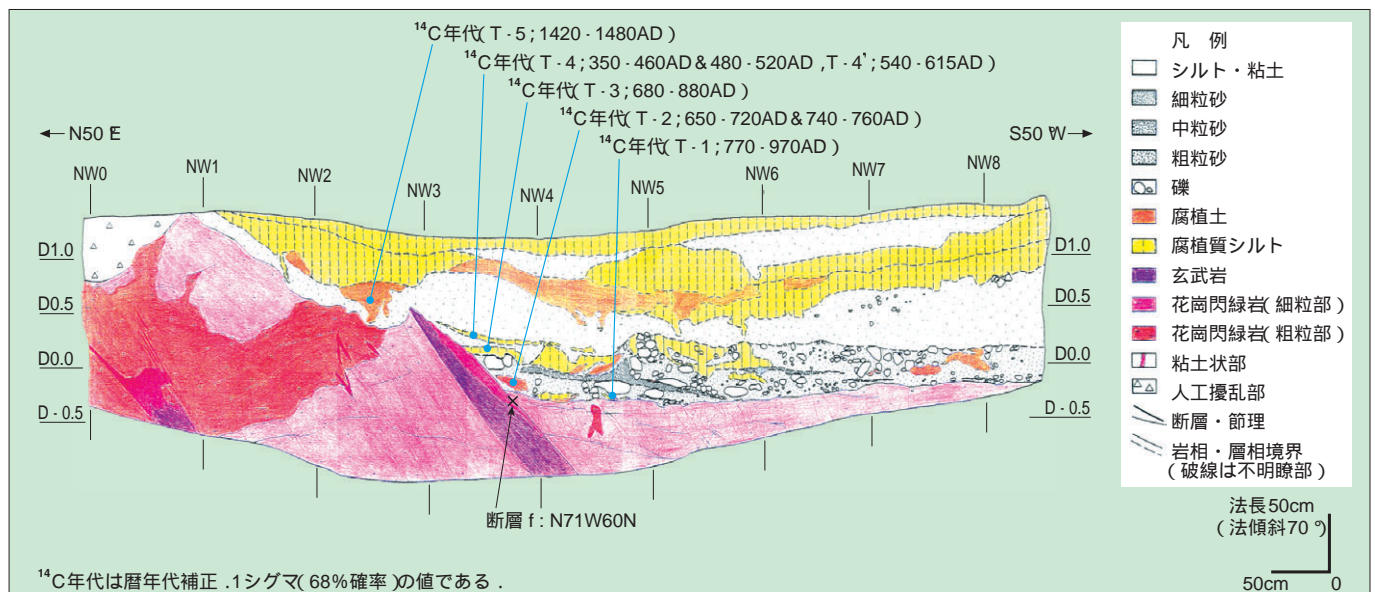 ¹⁴C年代(T-5;1420-1480AD)
¹⁴C年代(T-4;350-460AD & 480-520AD ,T-4';540-615AD)
¹⁴C年代(T-3;680-880AD)
¹⁴C年代(T-2;650-720AD & 740-760AD)
¹⁴C年代(T-1;770-970AD)
← N50 E
S50 W →
NW0
NW1
NW2
NW3
NW4
NW5
NW6
NW7
NW8
D1.0
D0.5
D0.0
D-0.5
D1.0
D0.5
D0.0
D-0.5
断層 f : N71W60N
¹⁴C年代は暦年代補正 .1シグマ(68%確率)の値である .
凡 例
シルト・粘土
細粒砂
中粒砂
粗粒砂
礫
腐植土
腐植質シルト
玄武岩
花崗閃緑岩(細粒部)
花崗閃緑岩(粗粒部)
粘土状部
人工擾乱部
断層・節理
岩相・層相境界
(破線は不明瞭部)
法長50cm
(法傾斜70°)
50cm 0